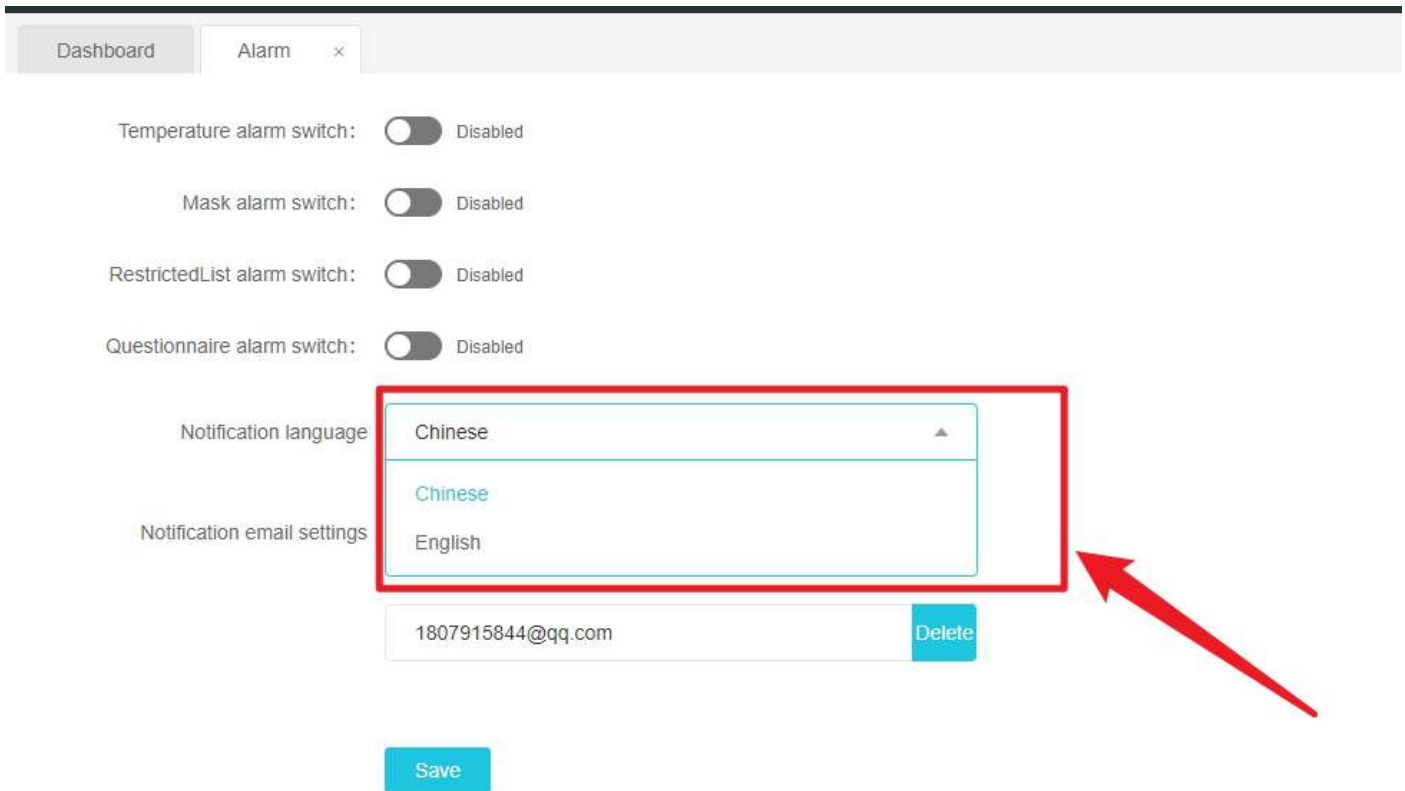 Dashboard Alarm ×
Temperature alarm switch: Disabled
Mask alarm switch: Disabled
RestrictedList alarm switch: Disabled
Questionnaire alarm switch: Disabled
Notification language Chinese
Chinese
Notification email settings
English
1807915844@qq.com Delete
Save